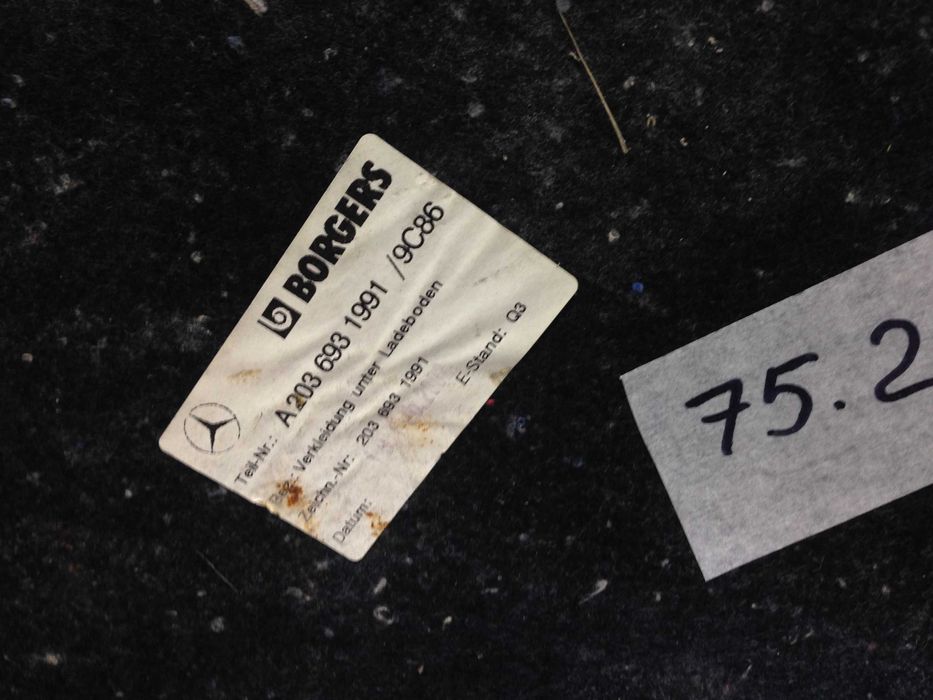 BORGERS
Teil-Nr.: A 203 693 1991 /9C86
Bez.: Verkleidung unter Ladeboden
Zeichn.-Nr: 203 693 1991
Datum: E-Stand: Q3
75.2